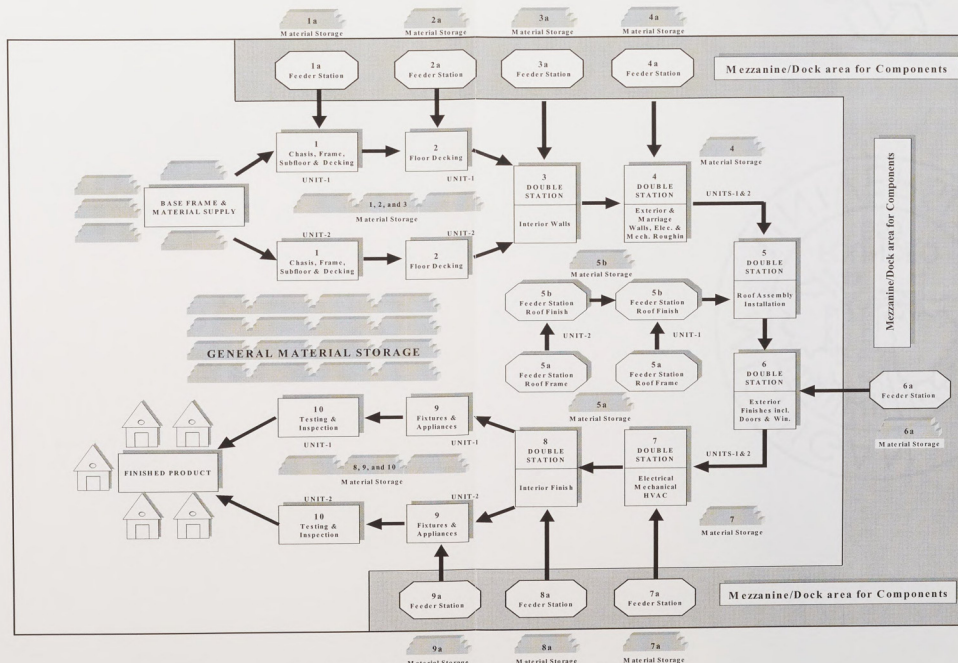 1a
Material Storage
2a
Material Storage
3a
Material Storage
4a
Material Storage
1a
Feeder Station
2a
Feeder Station
3a
Feeder Station
4a
Feeder Station
Mezzanine/Dock area for Components
1
Chasis, Frame,
Subfloor & Decking
UNIT-1
2
Floor Decking
UNIT-1
4
Material Storage
BASE FRAME &
MATERIAL SUPPLY
1, 2, and 3
Material Storage
3
DOUBLE
STATION
Interior Walls
4
DOUBLE
STATION
Exterior &
Marriage
Walls, Elec. &
Mech. Roughin
UNITS-1&2
Mezzanine/Dock area for Components
UNIT-2
1
Chasis, Frame,
Subfloor & Decking
UNIT-2
2
Floor Decking
5b
Material Storage
5
DOUBLE
STATION
Roof Assembly
Installation
5b
Feeder Station
Roof Finish
5b
Feeder Station
Roof Finish
UNIT-2
UNIT-1
5a
Feeder Station
Roof Frame
5a
Feeder Station
Roof Frame
GENERAL MATERIAL STORAGE
6
DOUBLE
STATION
Exterior
Finishes incl.
Doors & Win.
6a
Feeder Station
6a
Material Storage
5a
Material Storage
10
Testing &
Inspection
UNIT-1
9
Fixtures &
Appliances
UNIT-1
8
DOUBLE
STATION
Interior Finish
7
DOUBLE
STATION
Electrical
Mechanical
HVAC
UNITS-1&2
FINISHED PRODUCT
8, 9, and 10
Material Storage
UNIT-2
10
Testing &
Inspection
UNIT-2
9
Fixtures &
Appliances
7
Material Storage
9a
Feeder Station
8a
Feeder Station
7a
Feeder Station
Mezzanine/Dock area for Components
9a
Material Storage
8a
Material Storage
7a
Material Storage